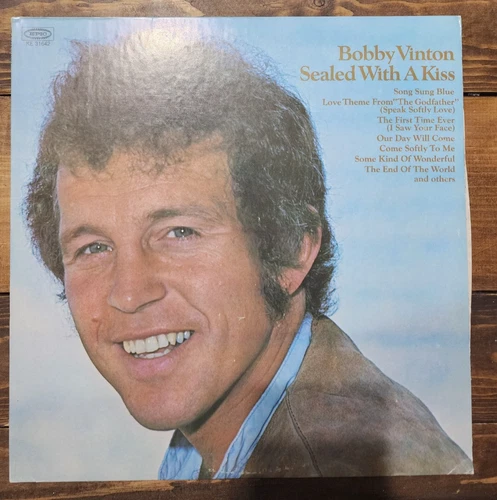 EPIC
Bobby Vinton
Sealed With A Kiss
Song Sung Blue
Love Theme From "The Godfather"
(Speak Softly Love)
The First Time Ever
(I Saw Your Face)
Our Day Will Come
Come Softly To Me
Some Kind Of Wonderful
The End Of The World
and others